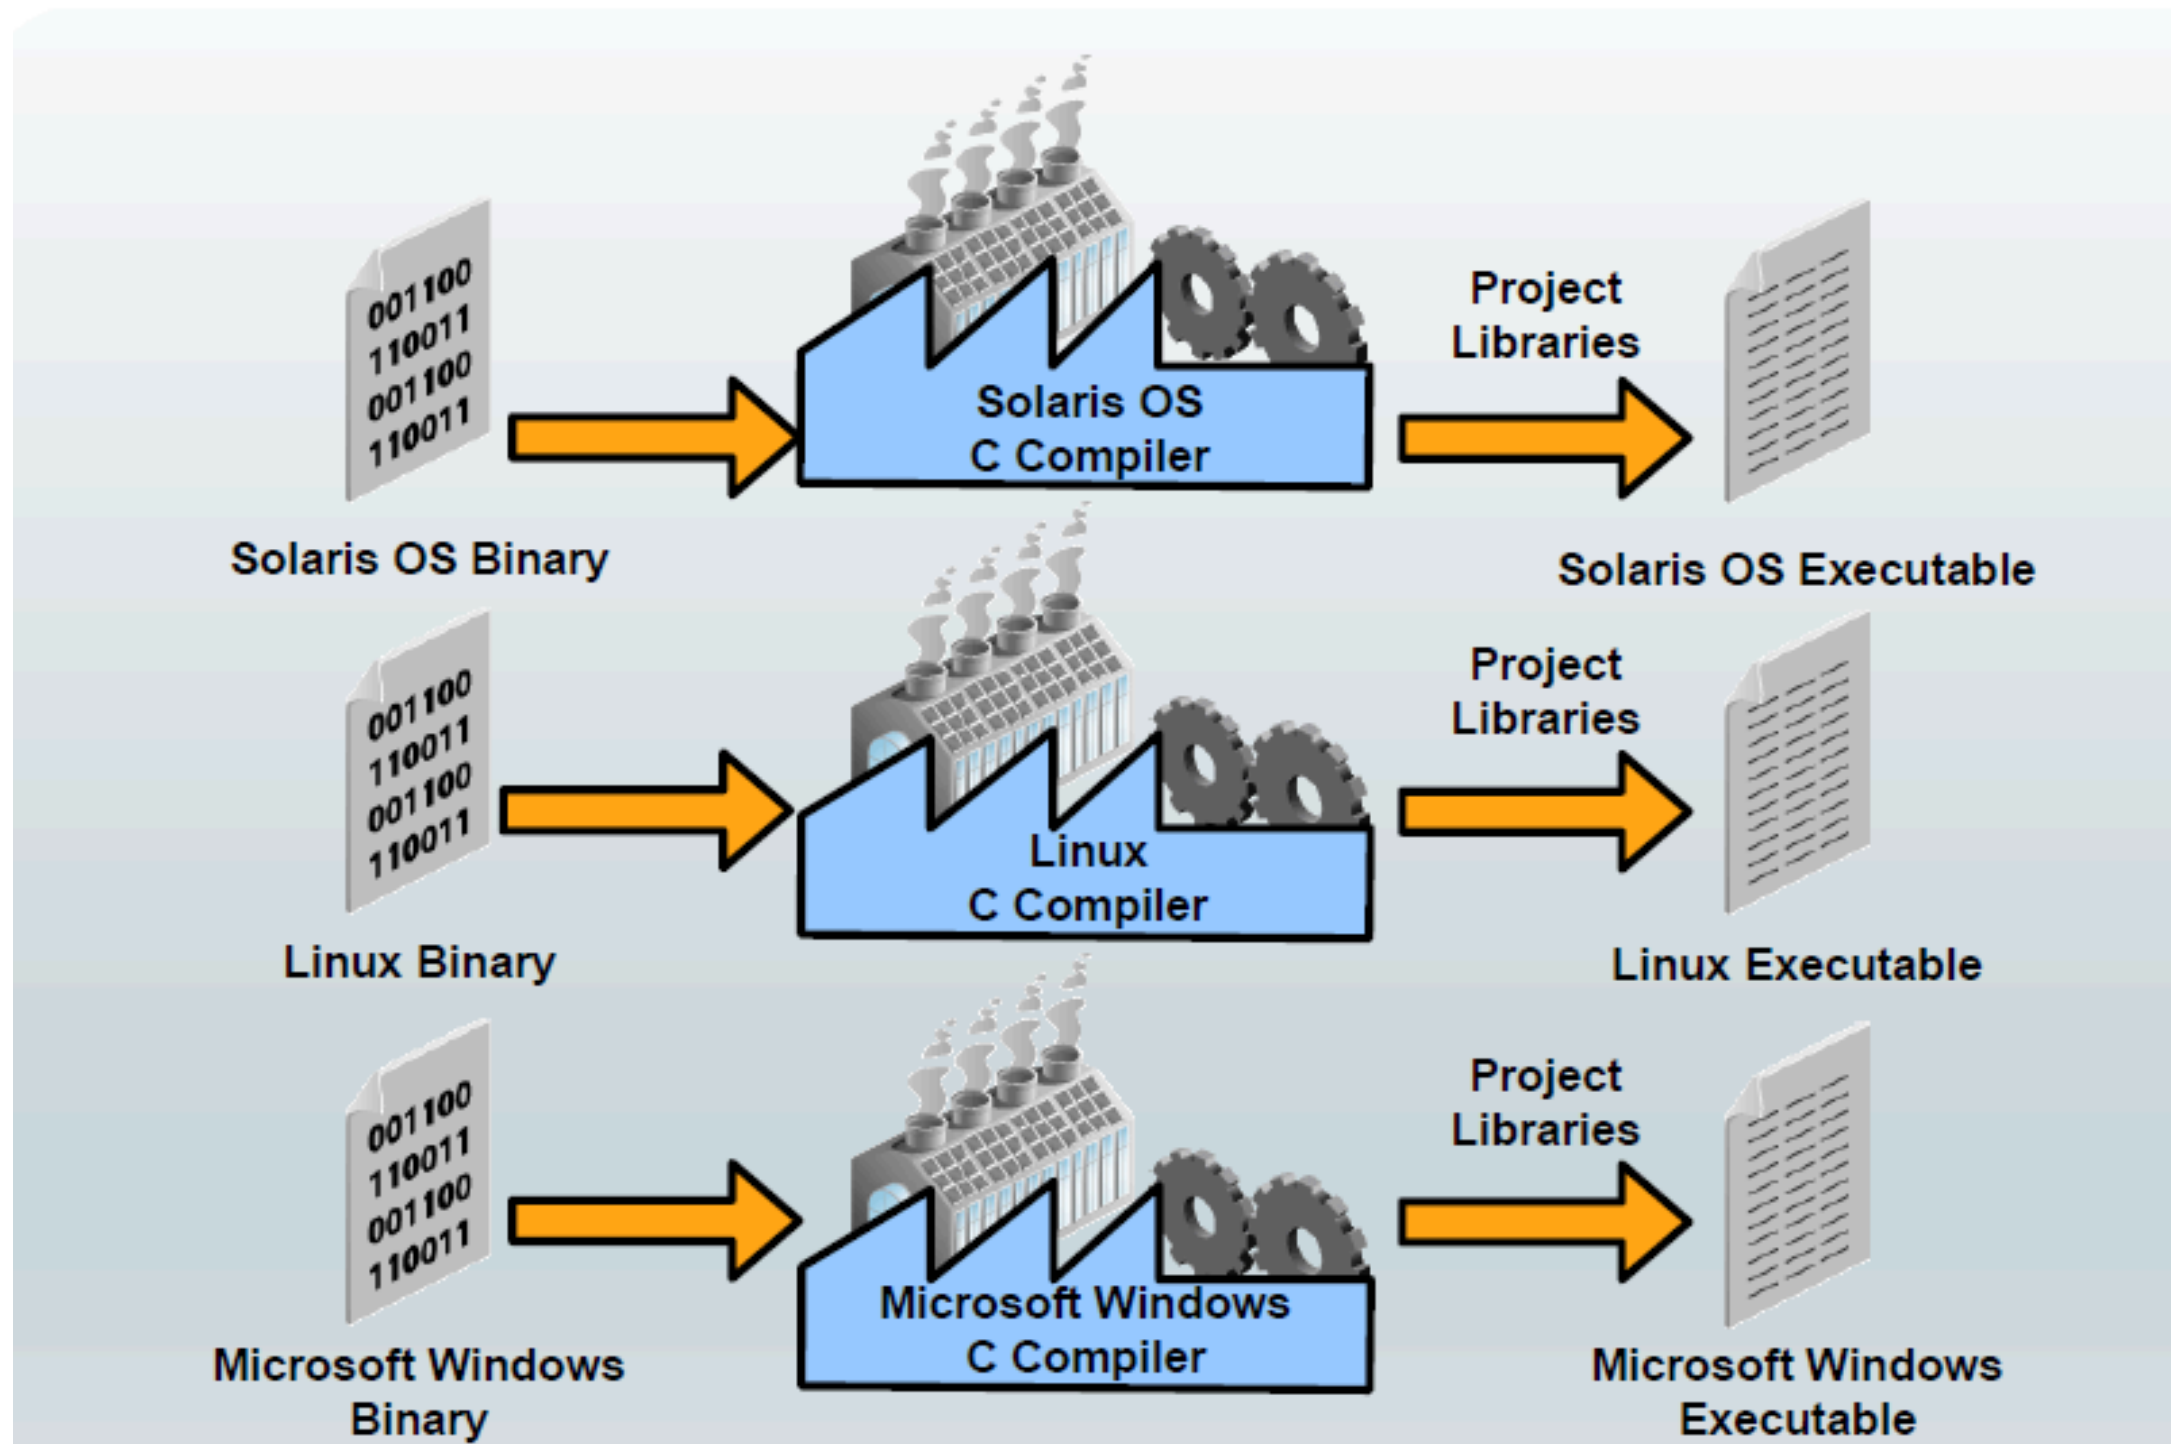 001100
110011
001100
110011
Solaris OS Binary
Solaris OS
C Compiler
Project
Libraries
Solaris OS Executable
001100
110011
001100
110011
Linux Binary
Linux
C Compiler
Project
Libraries
Linux Executable
001100
110011
001100
110011
Microsoft Windows
Binary
Microsoft Windows
C Compiler
Project
Libraries
Microsoft Windows
Executable